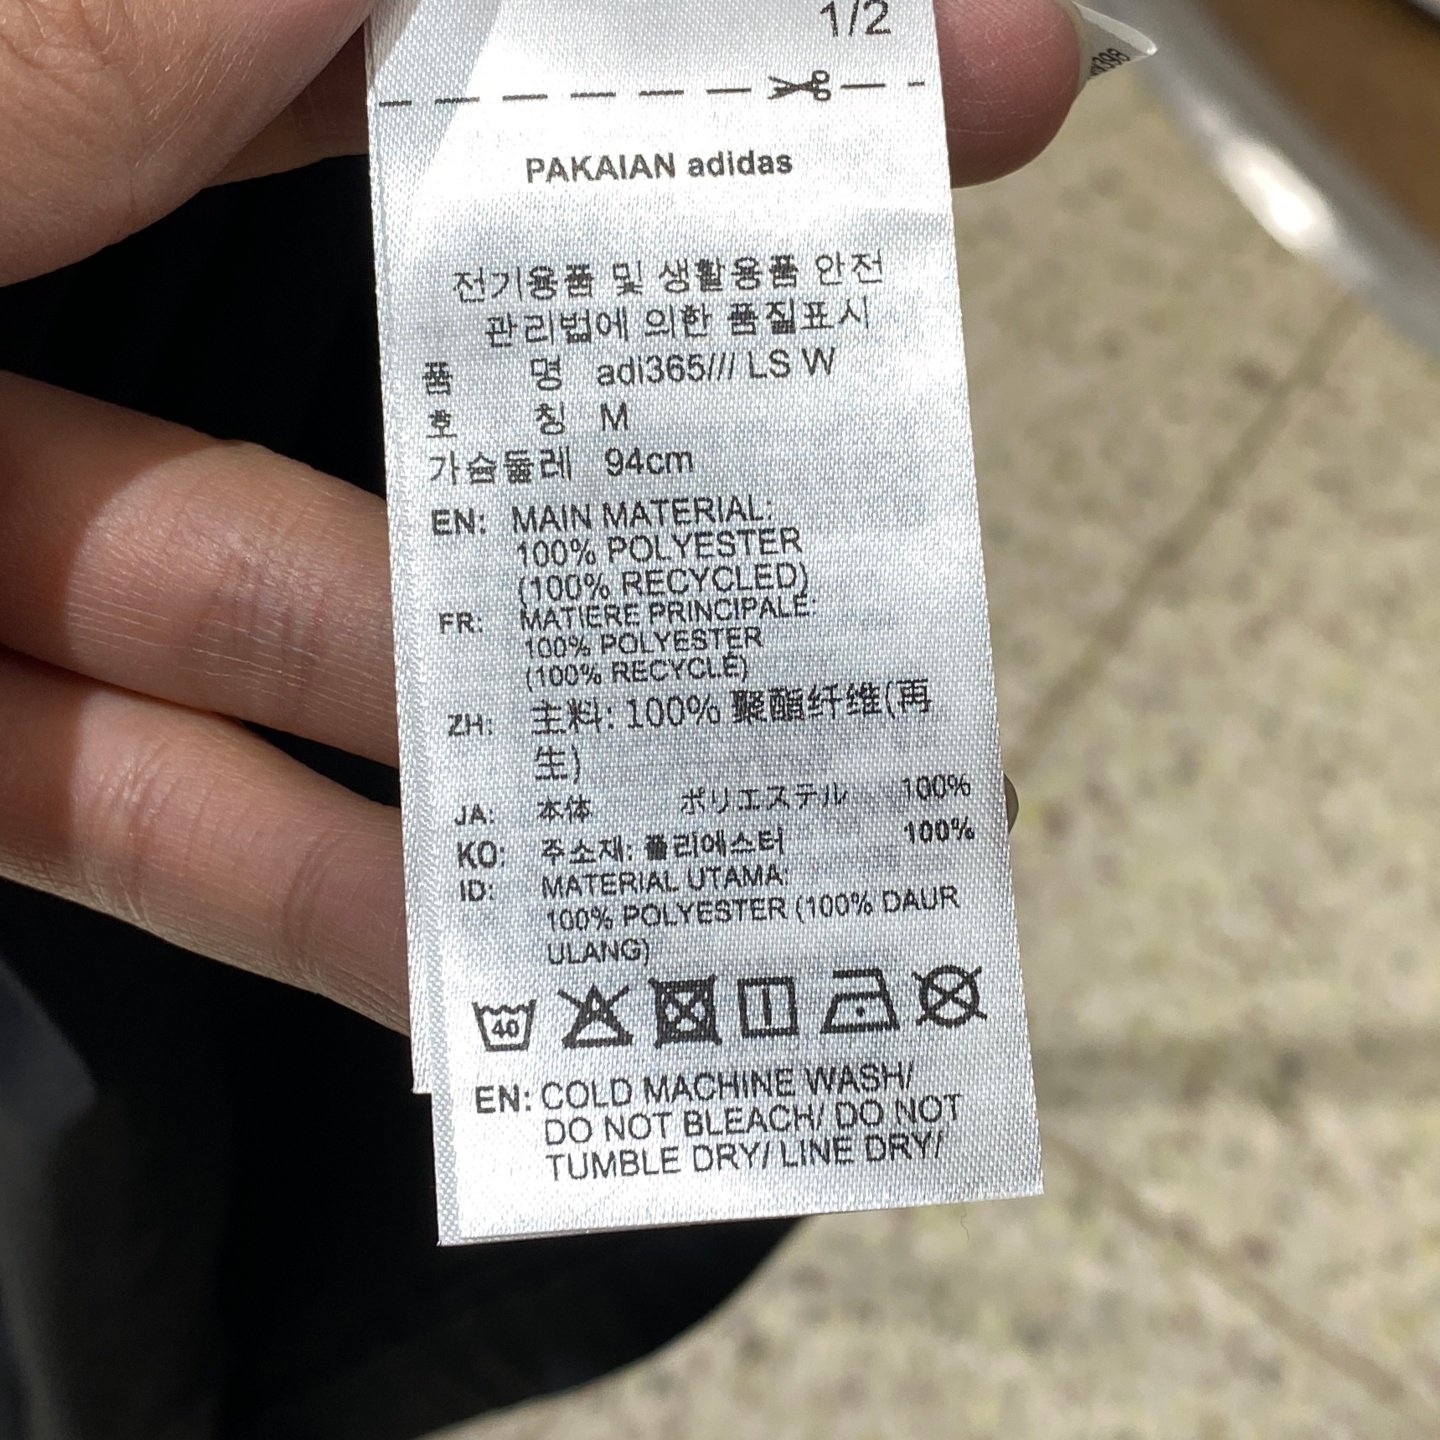 1/2
398
PAKAIAN adidas
전기용품 및 생활용품 안전
관리법에 의한 품질표시
품 명 adi365/// LS W
호 칭 M
가슴둘레 94cm
EN: MAIN MATERIAL:
100% POLYESTER
(100% RECYCLED)
FR: MATIÈRE PRINCIPALE:
100% POLYESTER
(100% RECYCLÉ)
ZH: 主料: 100% 聚酯纤维(再
生)
JA: 本体 ポリエステル 100%
KO: 주소재: 폴리에스터 100%
ID: MATERIAL UTAMA:
100% POLYESTER (100% DAUR
ULANG)
40
EN: COLD MACHINE WASH/
DO NOT BLEACH/ DO NOT
TUMBLE DRY/ LINE DRY/